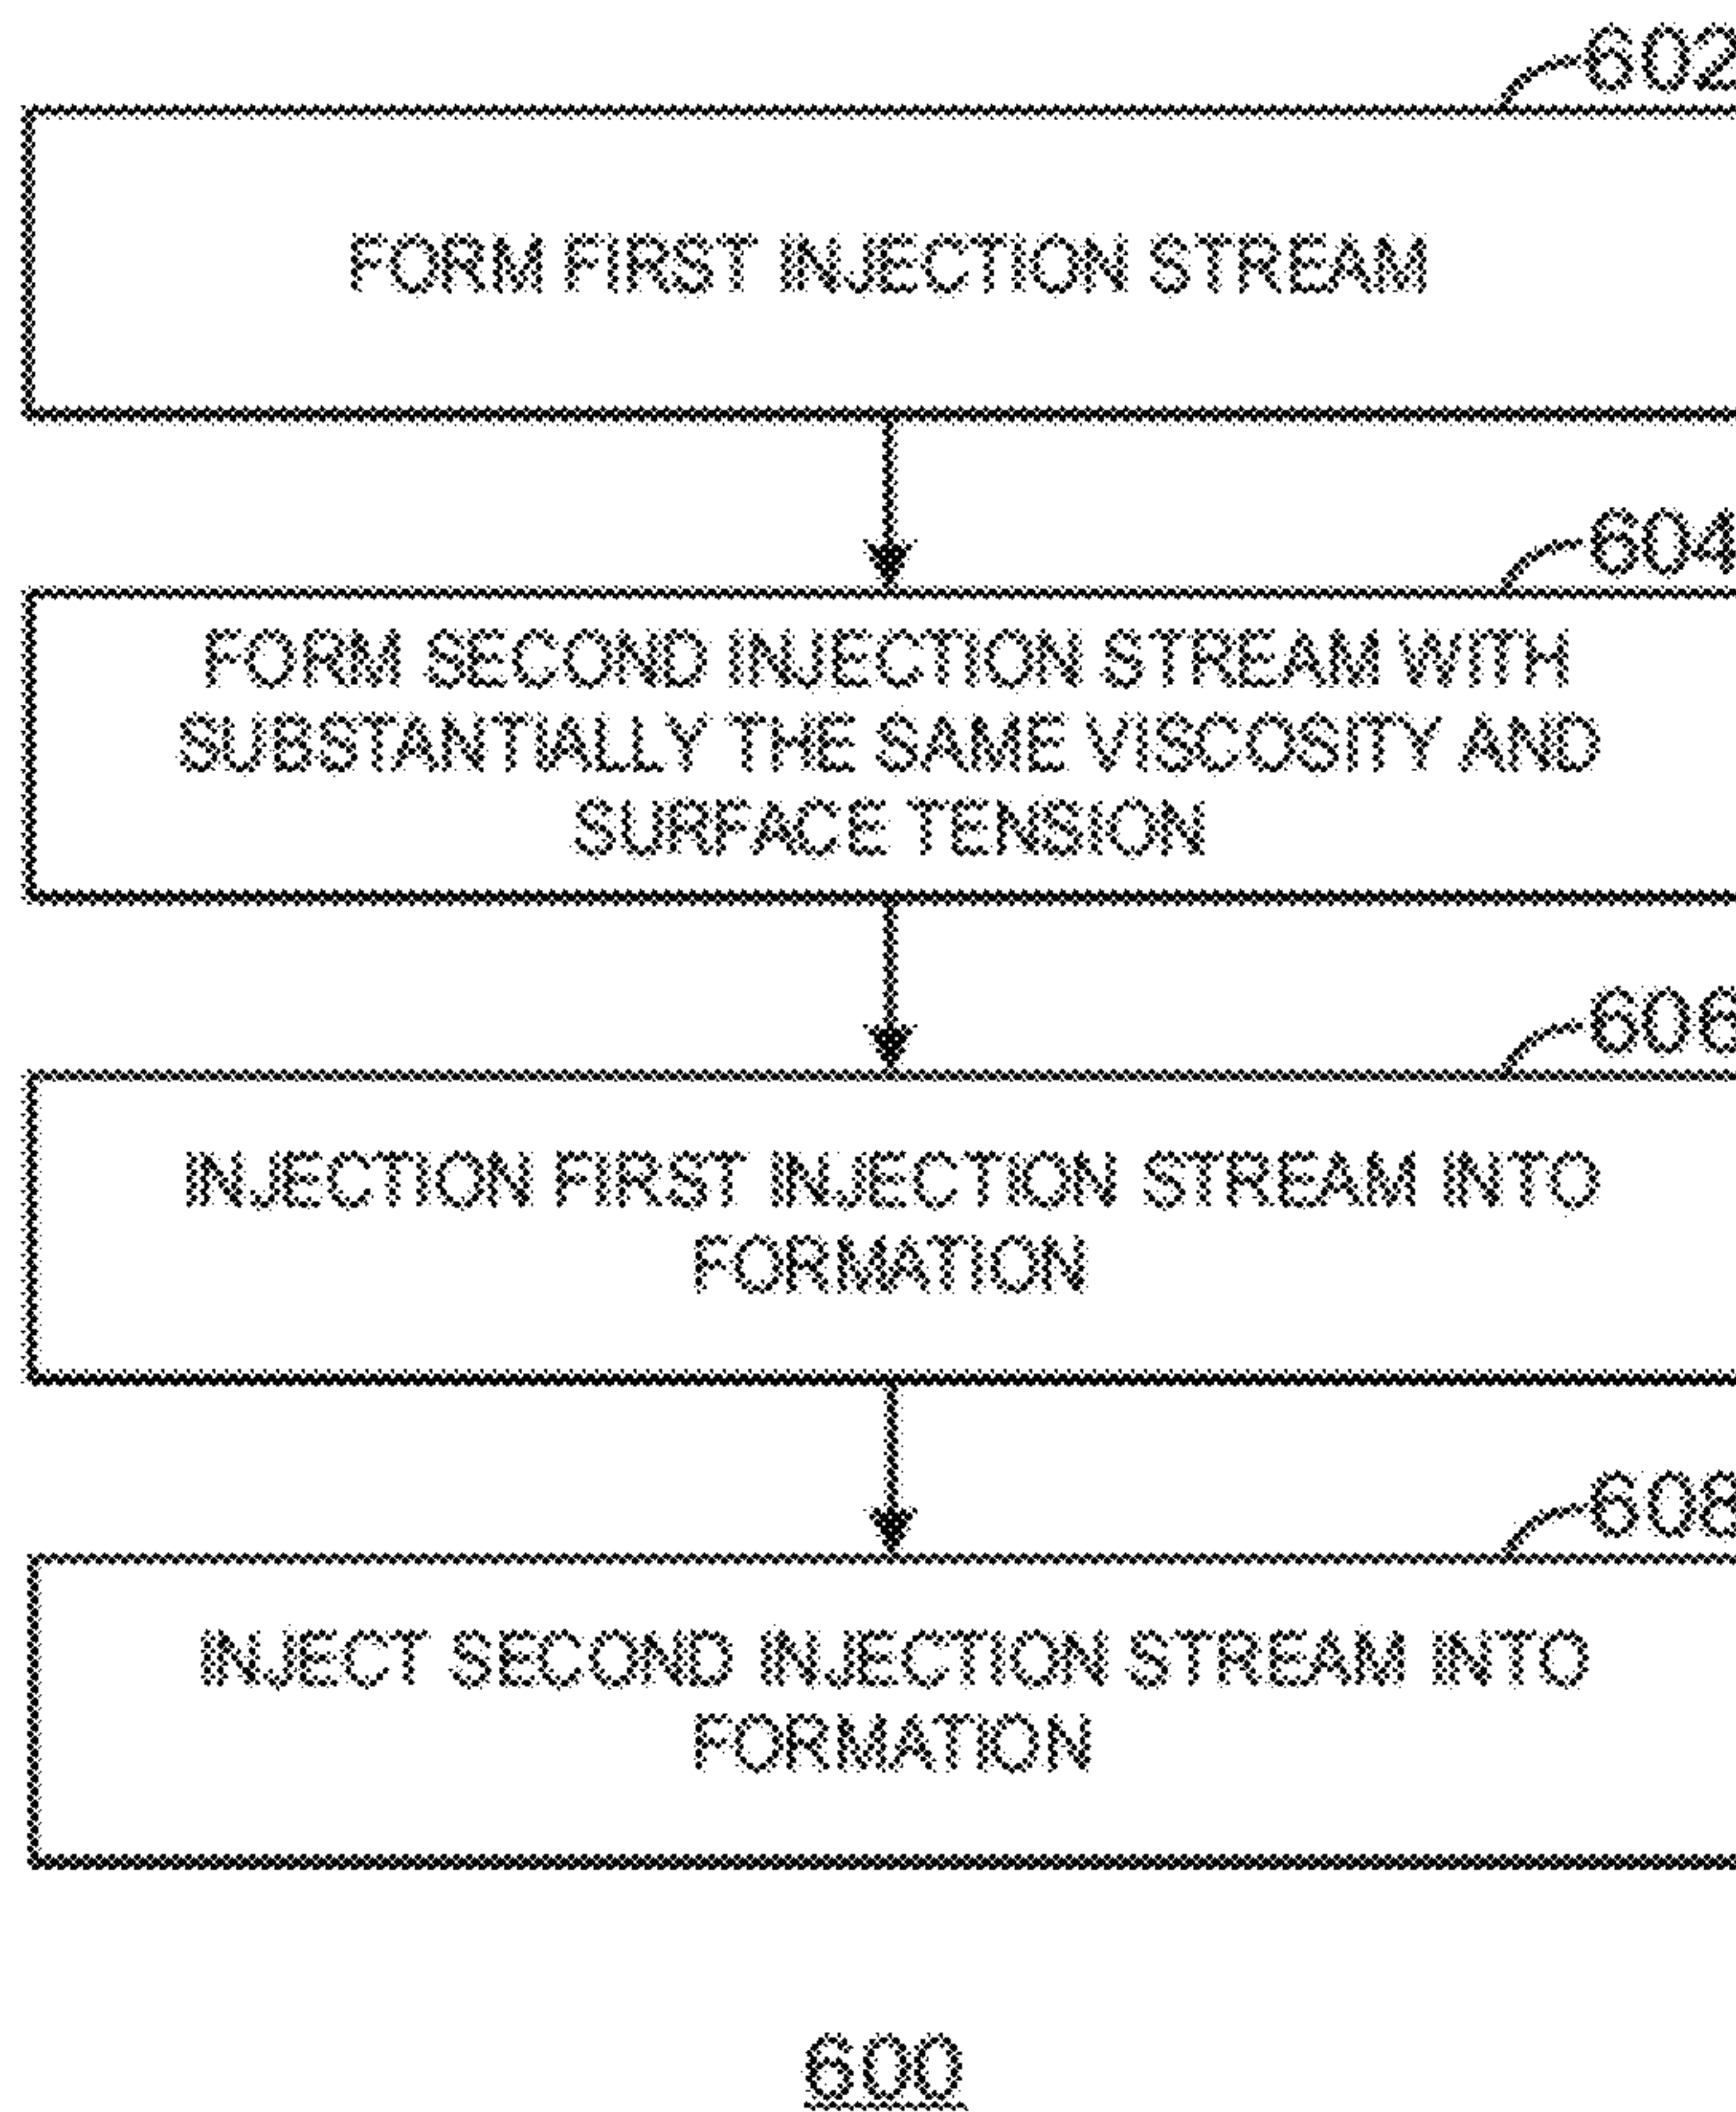 602
FORM FIRST INJECTION STREAM
604
FORM SECOND INJECTION STREAM WITH
SUBSTANTIALLY THE SAME VISCOSITY AND
SURFACE TENSION
606
INJECTION FIRST INJECTION STREAM INTO
FORMATION
608
INJECT SECOND INJECTION STREAM INTO
FORMATION
600